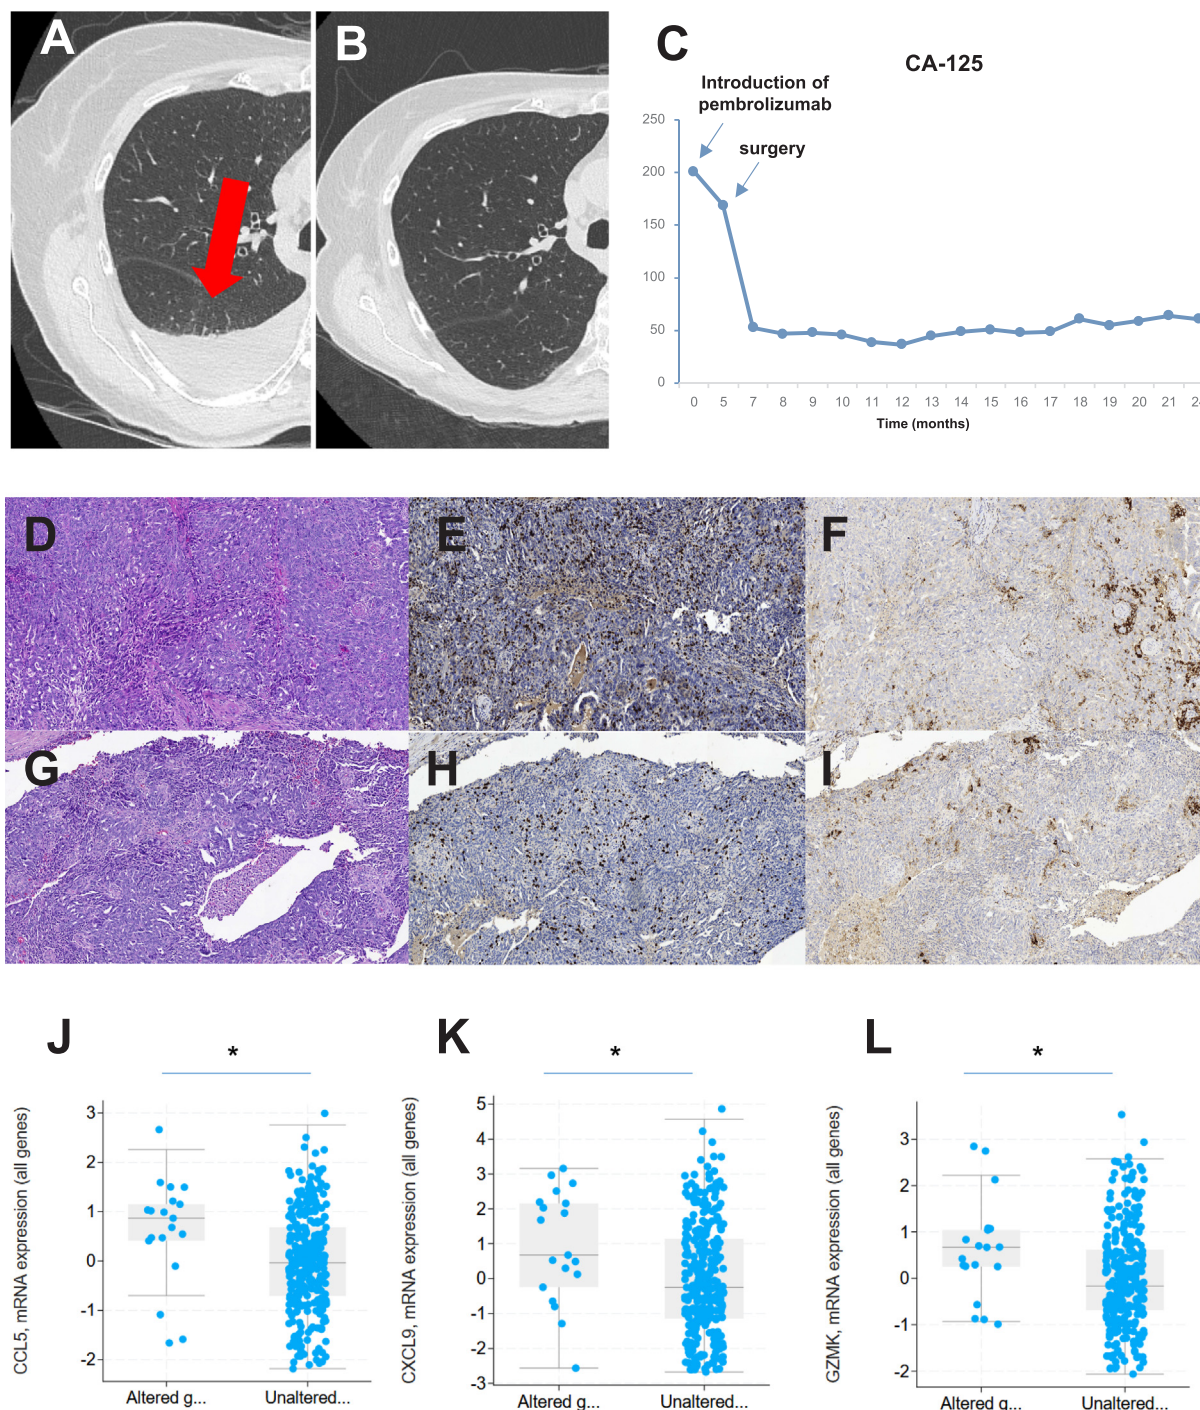 A
B
C
CA-125
Introduction of
pembrolizumab
surgery
250
200
150
100
50
0
0 5 7 8 9 10 11 12 13 14 15 16 17 18 19 20 21 24
Time (months)
D
E
F
G
H
I
J
*
CCL5, mRNA expression (all genes)
3
2
1
0
-1
-2
Altered g... Unaltered...
K
*
CXCL9, mRNA expression (all genes)
5
4
3
2
1
0
-1
-2
-3
Altered g... Unaltered...
L
*
GZMK, mRNA expression (all genes)
3
2
1
0
-1
-2
Altered g... Unaltered...